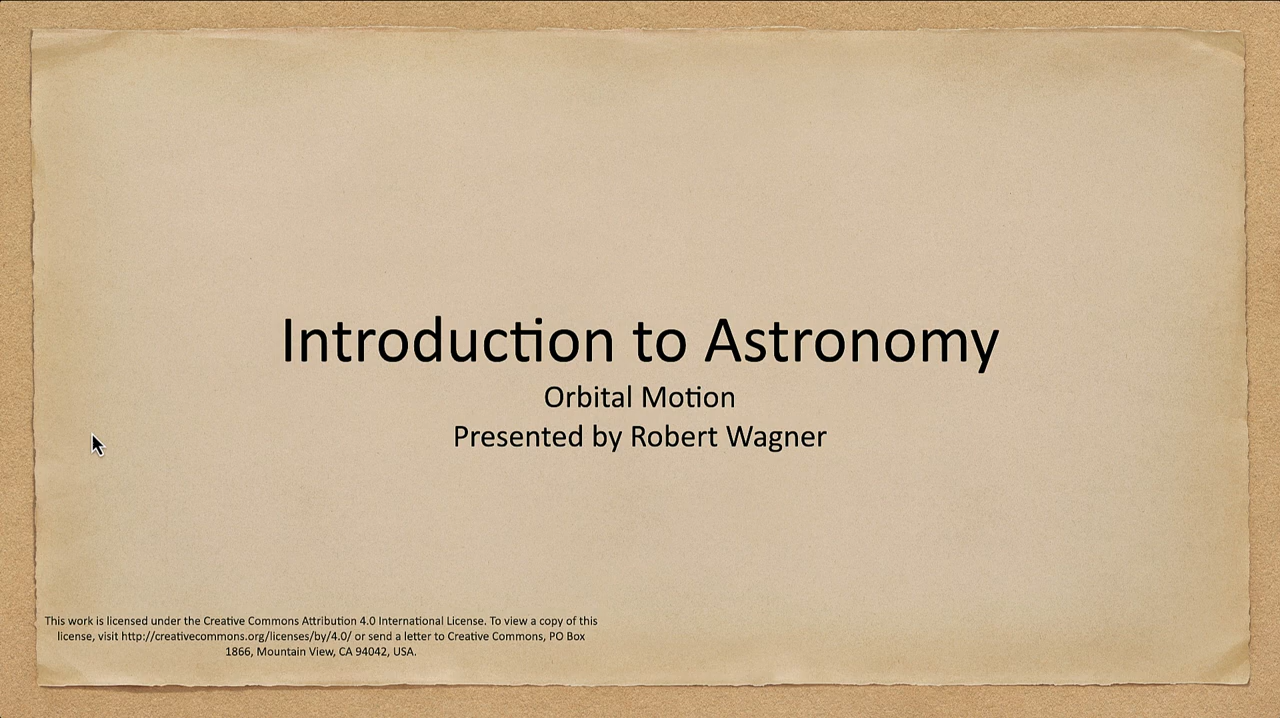 Introduction to Astronomy
Orbital Motion
Presented by Robert Wagner
This work is licensed under the Creative Commons Attribution 4.0 International License. To view a copy of this
license, visit http://creativecommons.org/licenses/by/4.0/ or send a letter to Creative Commons, PO Box
1866, Mountain View, CA 94042, USA.